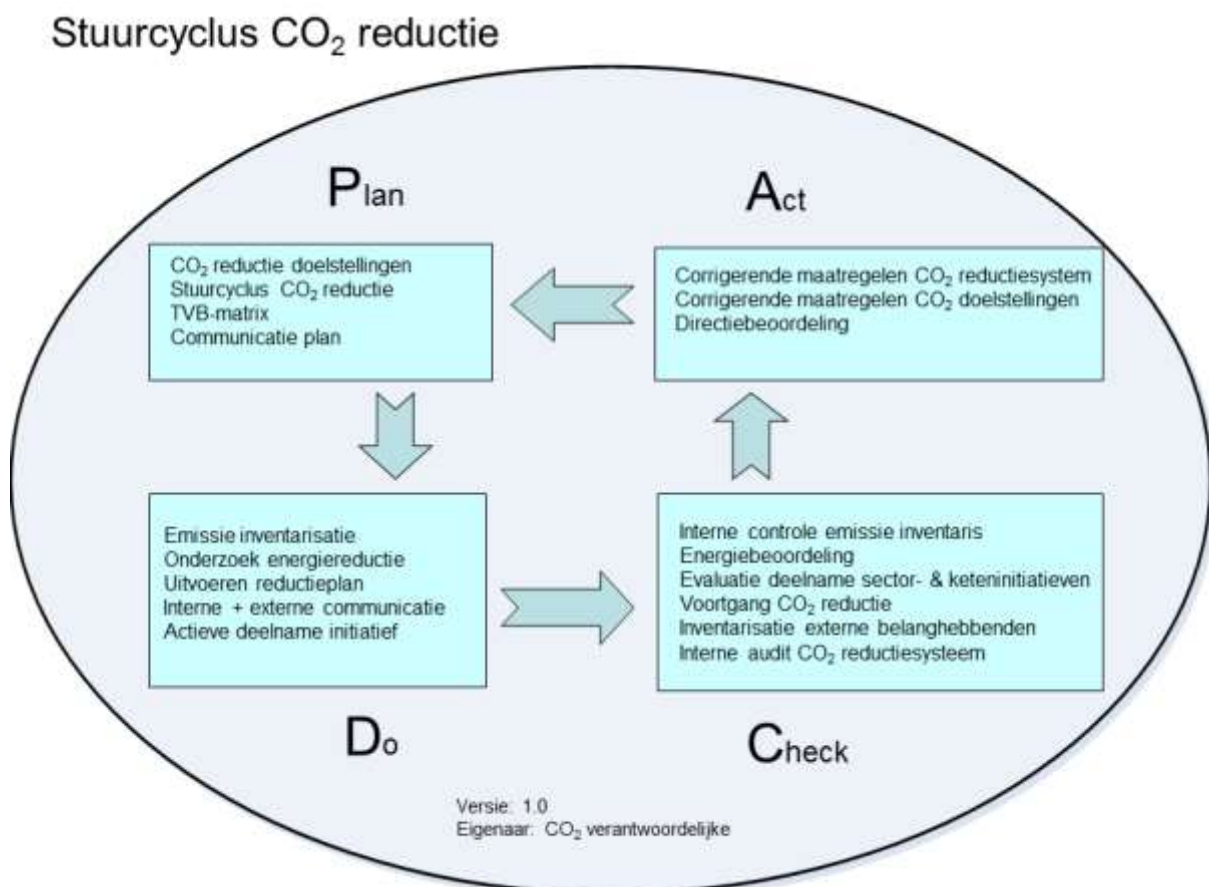 Stuurcyclus CO₂ reductie
Plan
CO₂ reductie doelstellingen
Stuurcyclus CO₂ reductie
TVB-matrix
Communicatie plan
Act
Corrigerende maatregelen CO₂ reductiesystem
Corrigerende maatregelen CO₂ doelstellingen
Directiebeoordeling
Emissie inventarisatie
Onderzoek energiereductie
Uitvoeren reductieplan
Interne + externe communicatie
Actieve deelname initiatief
Do
Interne controle emissie inventaris
Energiebeoordeling
Evaluatie deelname sector- & keteninitiatieven
Voortgang CO₂ reductie
Inventarisatie externe belanghebbenden
Interne audit CO₂ reductiesysteem
Check
Versie: 1.0
Eigenaar: CO₂ verantwoordelijke